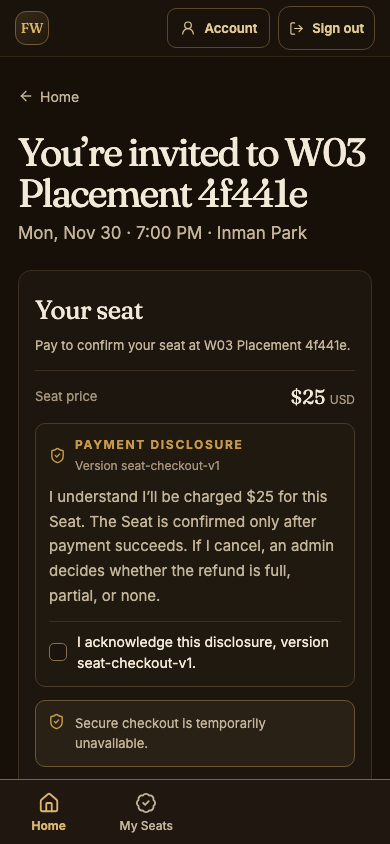 FW
Account
Sign out
Home
You’re invited to W03
Placement 4f441e
Mon, Nov 30 · 7:00 PM · Inman Park
Your seat
Pay to confirm your seat at W03 Placement 4f441e.
Seat price
$25 USD
PAYMENT DISCLOSURE
Version seat-checkout-v1
I understand I’ll be charged $25 for this
Seat. The Seat is confirmed only after
payment succeeds. If I cancel, an admin
decides whether the refund is full,
partial, or none.
I acknowledge this disclosure, version
seat-checkout-v1.
Secure checkout is temporarily
unavailable.
Home
My Seats